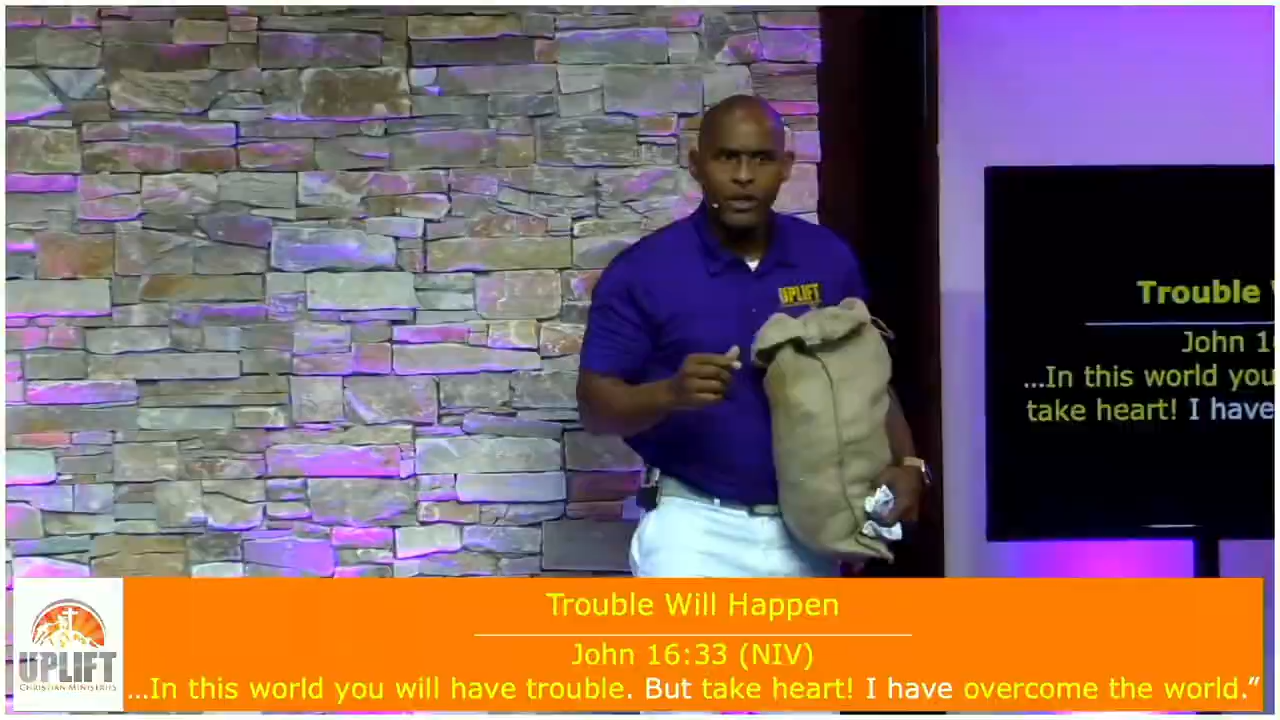 UPLIFT
Trouble
John 1
...In this world you
take heart! I have
Trouble Will Happen
John 16:33 (NIV)
...In this world you will have trouble. But take heart! I have overcome the world.”
UPLIFT
CHRISTIAN MINISTRIES